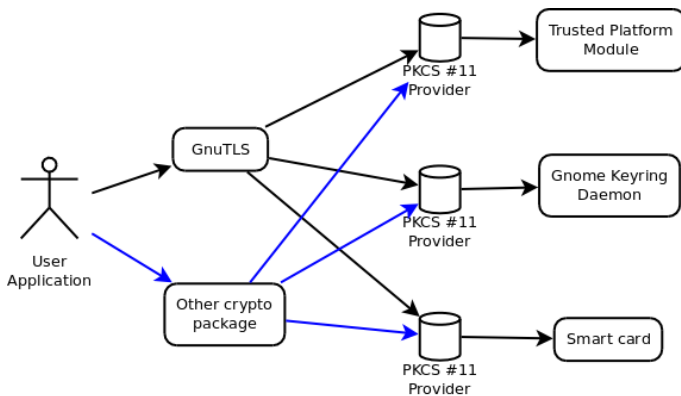 Trusted Platform
Module
PKCS #11
Provider
GnuTLS
Gnome Keyring
Daemon
PKCS #11
Provider
User
Application
Other crypto
package
Smart card
PKCS #11
Provider